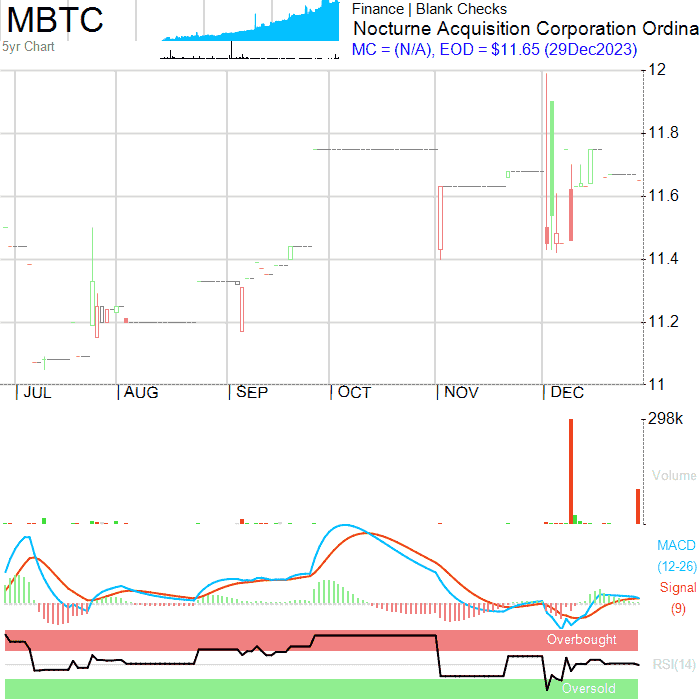 MBTC
5yr Chart
Finance | Blank Checks
Nocturne Acquisition Corporation Ordina
MC = (N/A), EOD = $11.65 (29Dec2023)
12
11.8
11.6
11.4
11.2
11
JUL AUG SEP OCT NOV DEC
298k
Volume
MACD
(12-26)
Signal
(9)
Overbought
RSI(14)
Oversold